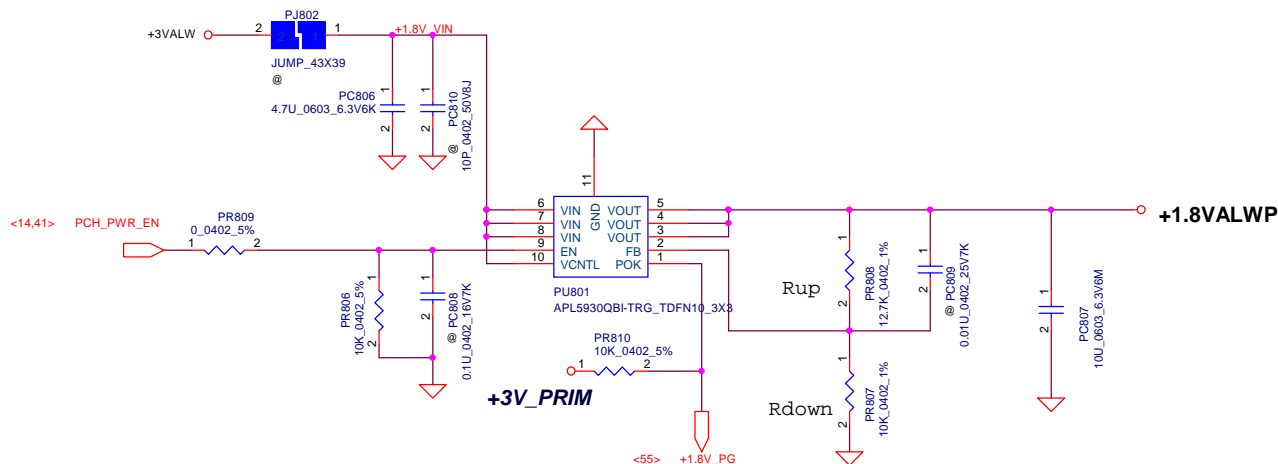 PJ802
+3VALW
2
1
2
1
+1.8V_VIN
JUMP_43X39
@
PC806
4.7U_0603_6.3V6K
1
2
1
2
@ PC810
10P_0402_50V8J
11
GND
<14,41> PCH_PWR_EN
PR809
0_0402_5%
1
2
6 VIN VOUT 5
7 VIN VOUT 4
8 VIN VOUT 3
9 EN FB 2
10 VCNTL POK 1
PU801
APL5930QBI-TRG_TDFN10_3X3
+1.8VALWP
1
2
PR806
10K_0402_5%
1
2
@ PC808
0.1U_0402_16V7K
Rup
1
2
PR808
12.7K_0402_1%
1
2
@ PC809
0.01U_0402_25V7K
1
2
PC807
10U_0603_6.3V6M
PR810
10K_0402_5%
1
2
+3V_PRIM
Rdown
1
2
PR807
10K_0402_1%
<55> +1.8V_PG